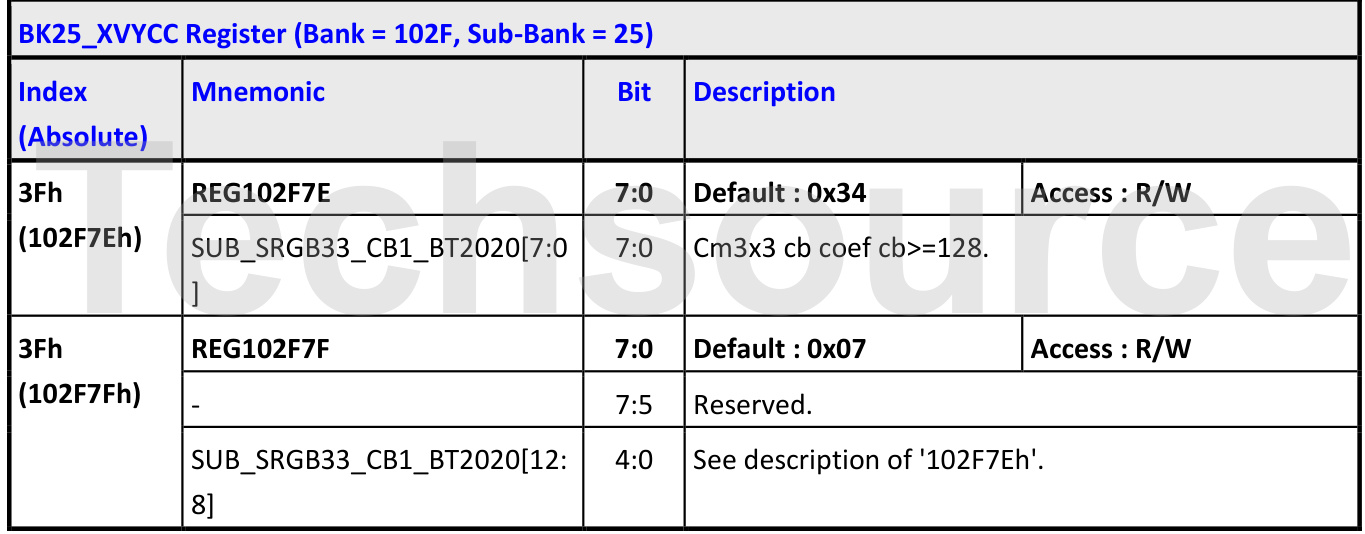 BK25_XVYCC Register (Bank = 102F, Sub-Bank = 25)
Index
(Absolute)
Mnemonic
Bit
Description
3Fh
(102F7Eh)
REG102F7E
7:0
Default : 0x34
Access : R/W
SUB_SRGB33_CB1_BT2020[7:0
]
7:0
Cm3x3 cb coef cb>=128.
3Fh
(102F7Fh)
REG102F7F
7:0
Default : 0x07
Access : R/W
-
7:5
Reserved.
SUB_SRGB33_CB1_BT2020[12:
8]
4:0
See description of '102F7Eh'.
Techsource